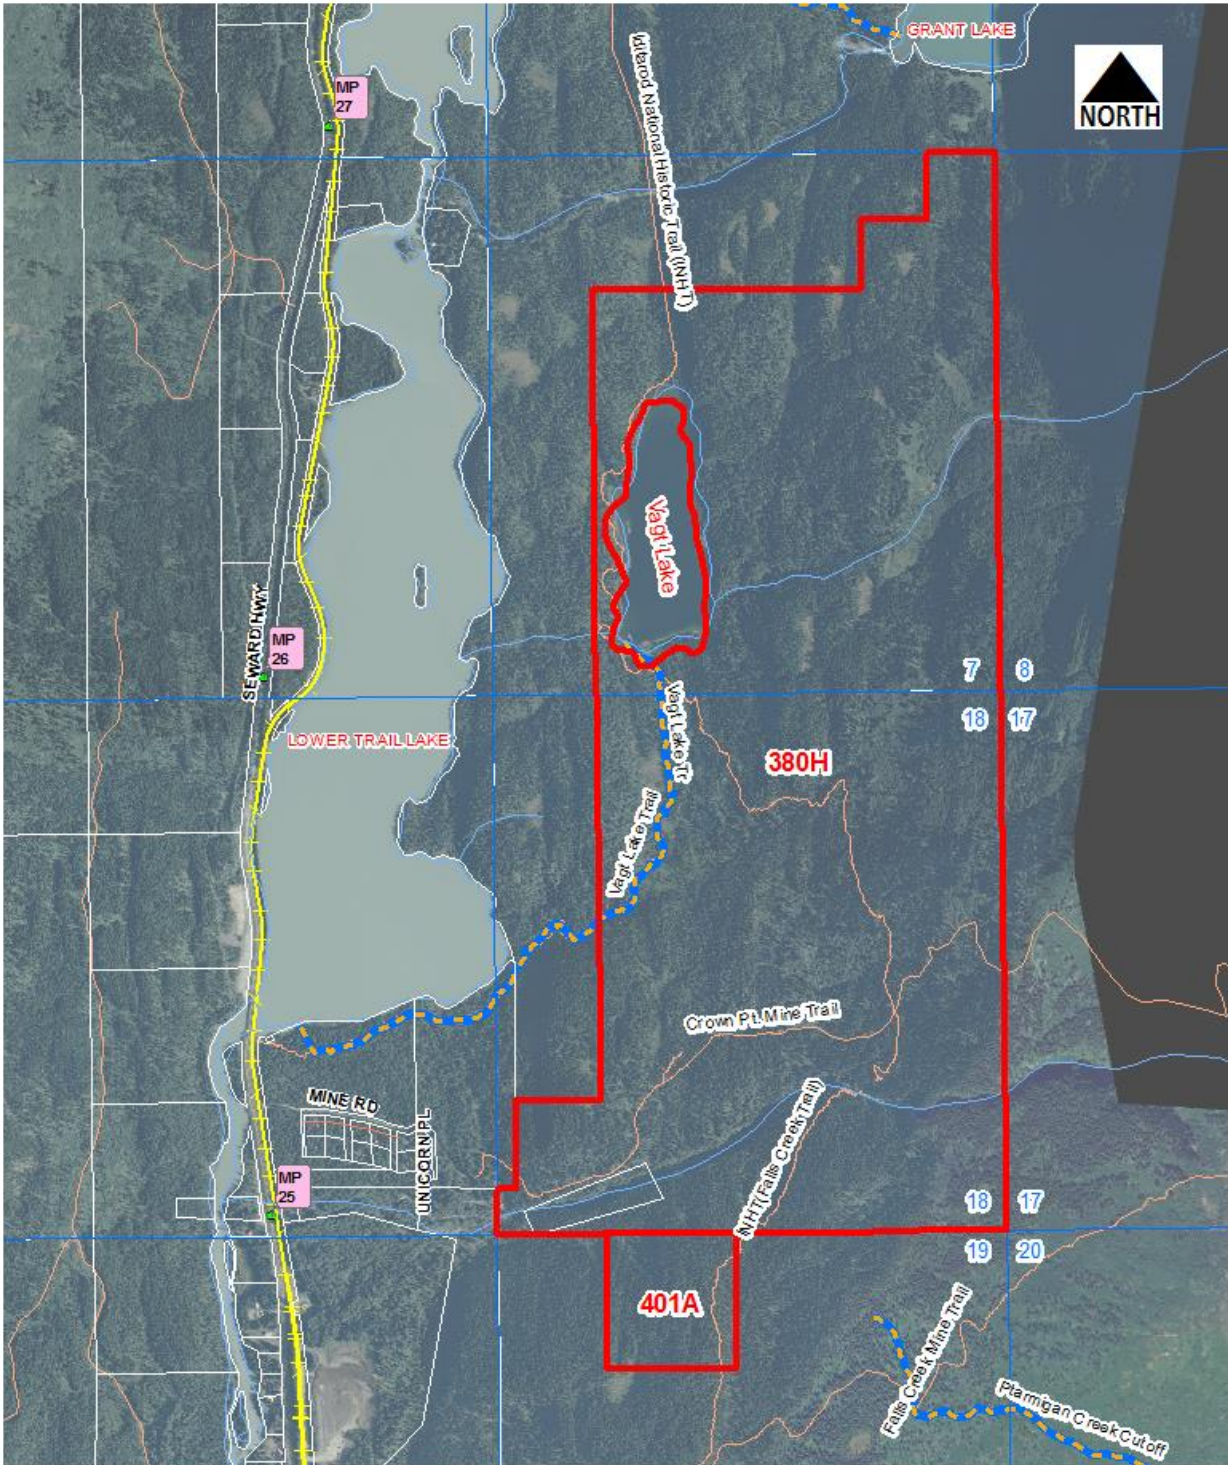 GRANT LAKE
NORTH
MP
27
Iditarod National Historic Trail (INHT)
Vagt Lake
SEWARD HWY
MP
26
LOWER TRAIL LAKE
7
8
18
17
Vagt Lake Tr
380H
Vagt Lake Trail
Crown Pt. Mine Trail
MINE RD
UNICORN PL
INHT(Falls Creek Trail)
MP
25
18
17
19
20
401A
Falls Creek Mine Trail
Ptarmigan Creek Cutoff